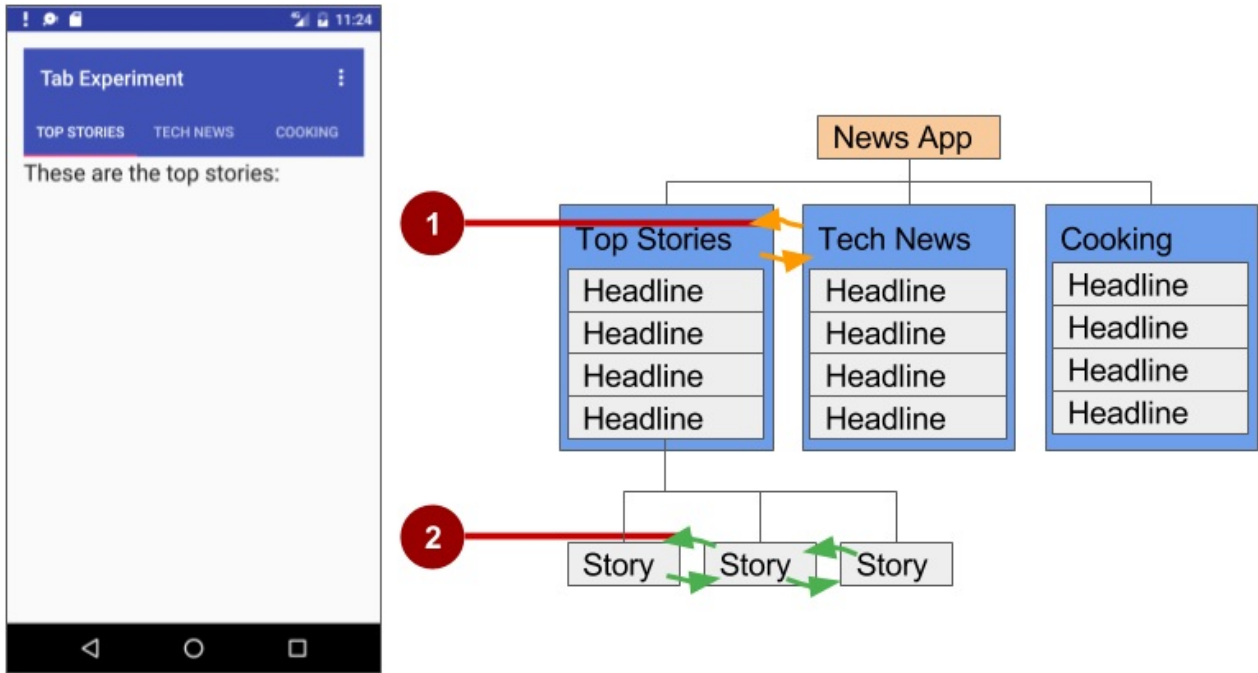 11:24
Tab Experiment
TOP STORIES TECH NEWS COOKING
These are the top stories:
News App
1
Top Stories
Headline
Headline
Headline
Headline
Tech News
Headline
Headline
Headline
Headline
Cooking
Headline
Headline
Headline
Headline
2
Story
Story
Story